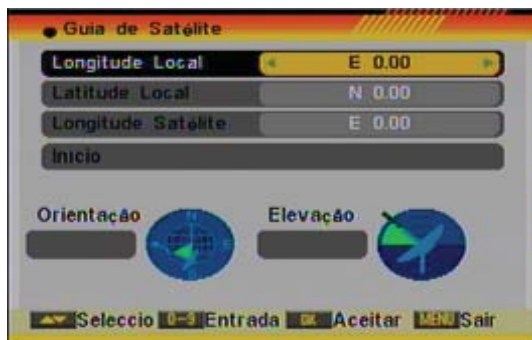 Guia de Satélite
Longitude Local E 0.00
Latitude Local N 0.00
Longitude Satélite E 0.00
Início
Orientação Elevação
Seleccio 0-9 Entrada OK Aceitar MENU Sair